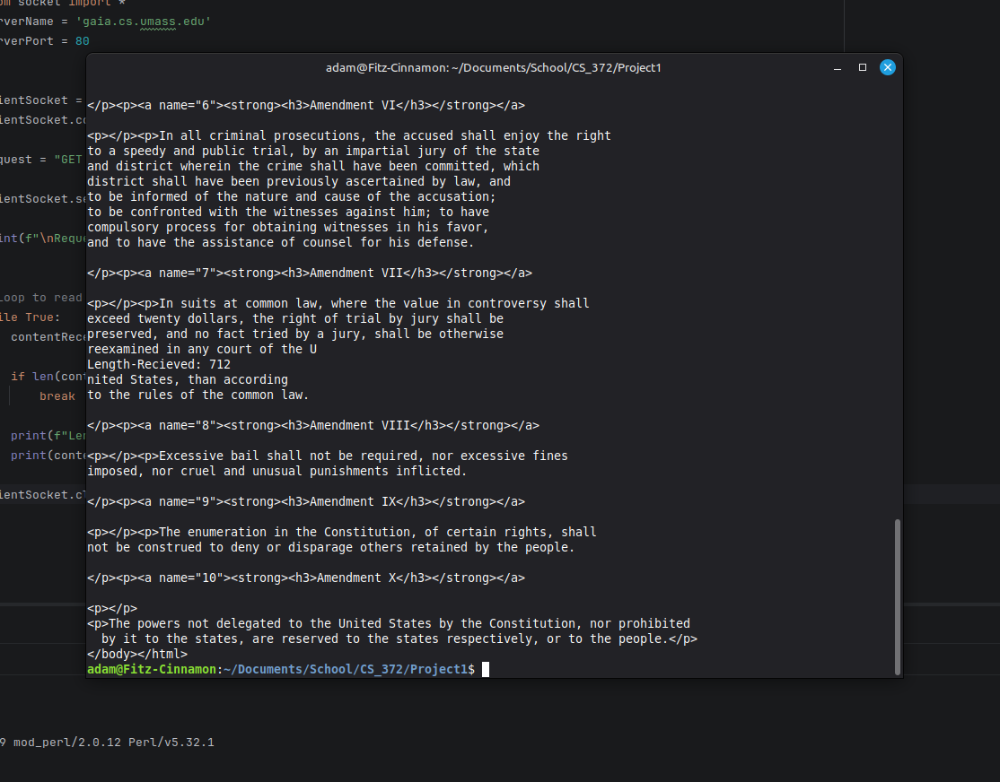 om socket import *
rverName = 'gaia.cs.umass.edu'
rverPort = 80
adam@Fitz-Cinnamon: ~/Documents/School/CS_372/Project1
ientSocket =
ientSocket.co
quest = "GET
ientSocket.se
int(f"\nReque
Loop to read
ile True:
contentRece
if len(cont
break
print(f"Len
print(conte
ientSocket.cl
</p><p><a name="6"><strong><h3>Amendment VI</h3></strong></a>
<p></p><p>In all criminal prosecutions, the accused shall enjoy the right
to a speedy and public trial, by an impartial jury of the state
and district wherein the crime shall have been committed, which
district shall have been previously ascertained by law, and
to be informed of the nature and cause of the accusation;
to be confronted with the witnesses against him; to have
compulsory process for obtaining witnesses in his favor,
and to have the assistance of counsel for his defense.
</p><p><a name="7"><strong><h3>Amendment VII</h3></strong></a>
<p></p><p>In suits at common law, where the value in controversy shall
exceed twenty dollars, the right of trial by jury shall be
preserved, and no fact tried by a jury, shall be otherwise
reexamined in any court of the U
Length-Recieved: 712
nited States, than according
to the rules of the common law.
</p><p><a name="8"><strong><h3>Amendment VIII</h3></strong></a>
<p></p><p>Excessive bail shall not be required, nor excessive fines
imposed, nor cruel and unusual punishments inflicted.
</p><p><a name="9"><strong><h3>Amendment IX</h3></strong></a>
<p></p><p>The enumeration in the Constitution, of certain rights, shall
not be construed to deny or disparage others retained by the people.
</p><p><a name="10"><strong><h3>Amendment X</h3></strong></a>
<p></p>
<p>The powers not delegated to the United States by the Constitution, nor prohibited
by it to the states, are reserved to the states respectively, or to the people.</p>
</body></html>
adam@Fitz-Cinnamon:~/Documents/School/CS_372/Project1$
9 mod_perl/2.0.12 Perl/v5.32.1